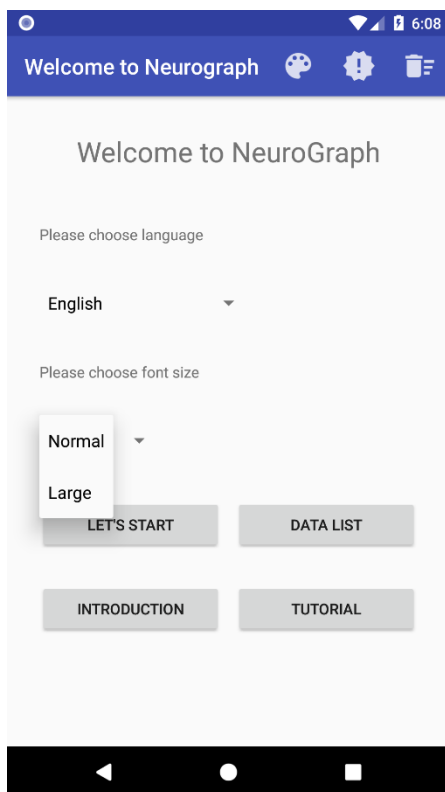 6:08
Welcome to Neurograph
Welcome to NeuroGraph
Please choose language
English
Please choose font size
Normal
Large
LET'S START
DATA LIST
INTRODUCTION
TUTORIAL